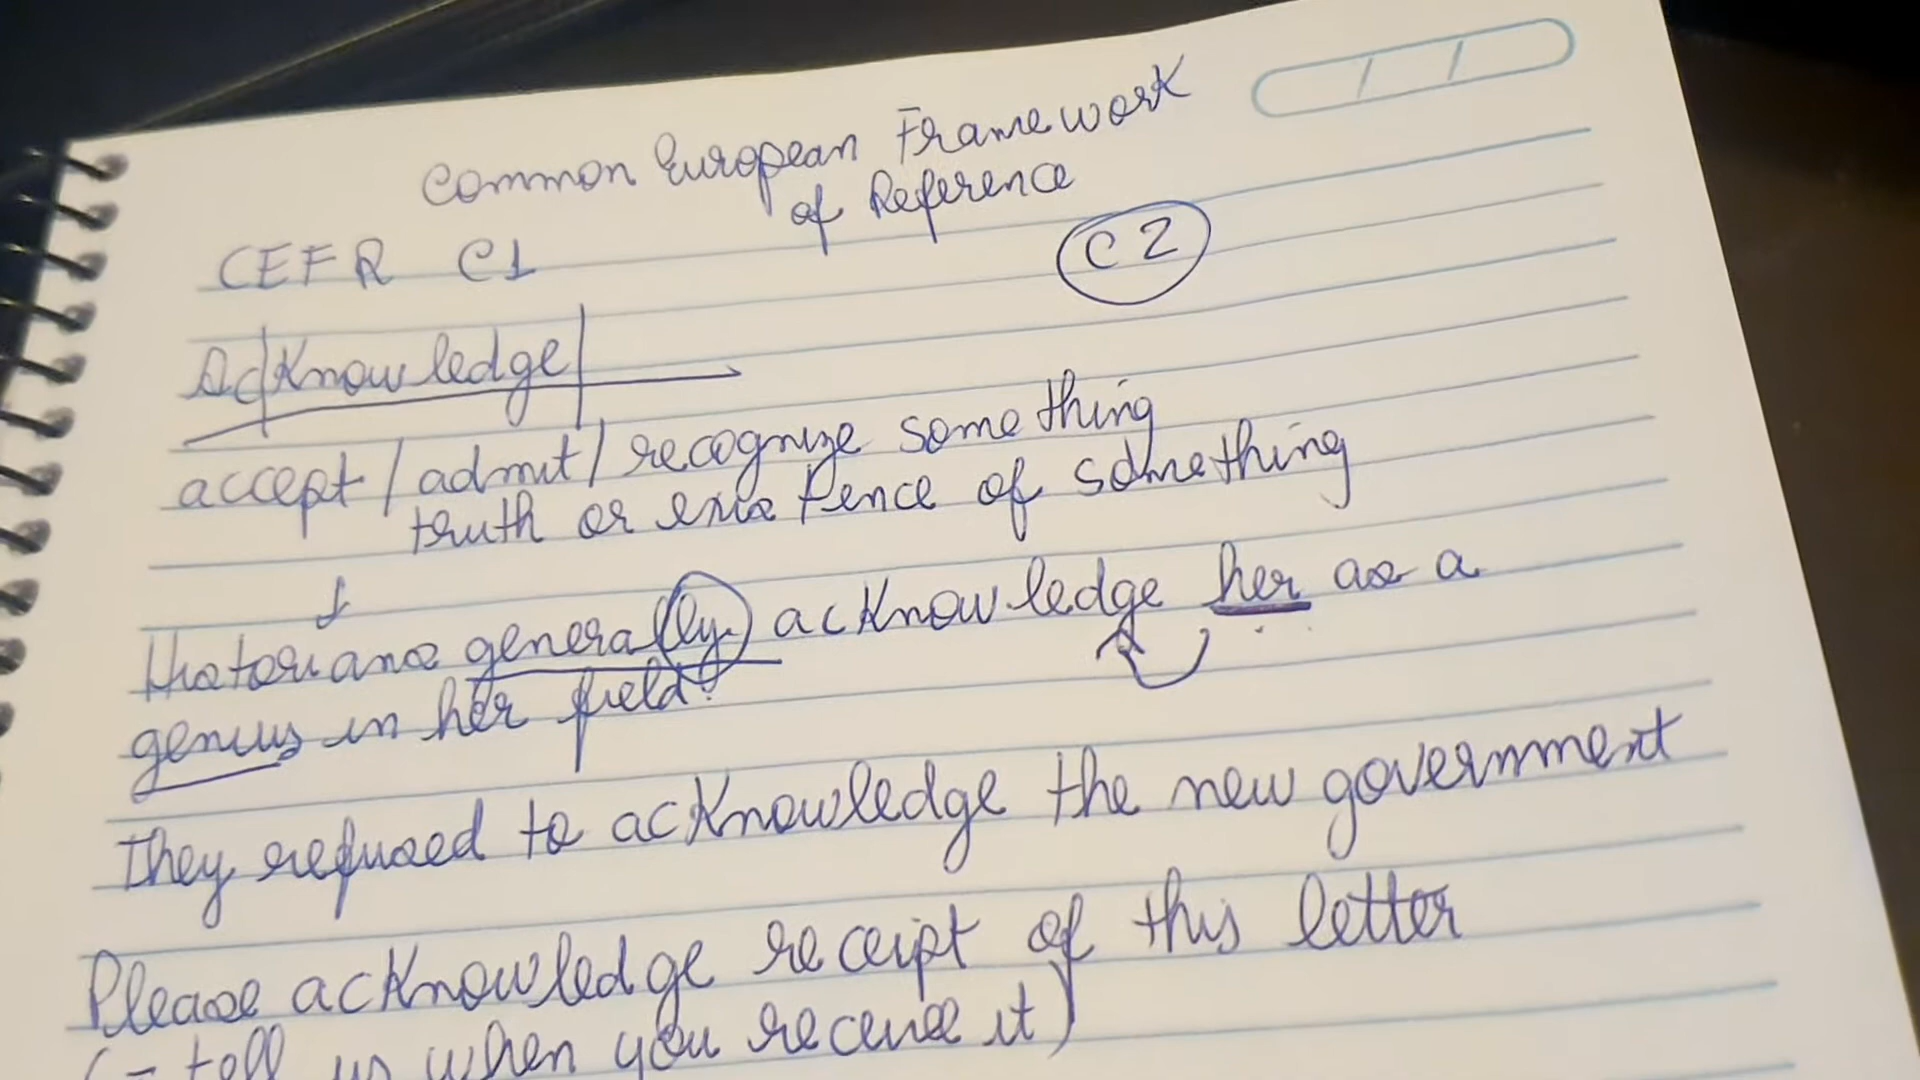 Common European Framework
of Reference
CEFR C1
C2
Acknowledge
accept / admit / recognize something
truth or existence of something
Historians generally acknowledge her as a
genius in her field.
They refused to acknowledge the new government
Please acknowledge receipt of this letter
(= tell us when you receive it)